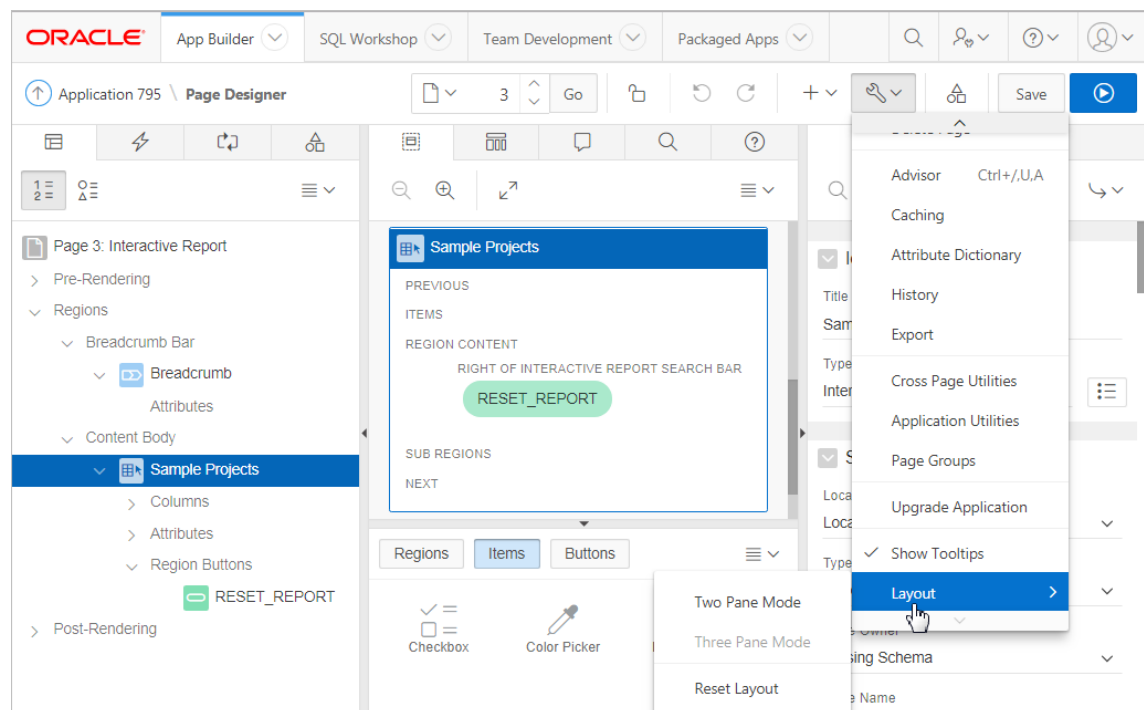 ORACLE App Builder SQL Workshop Team Development Packaged Apps
Application 795 \ Page Designer 3 Go Save
Page 3: Interactive Report
Pre-Rendering
Regions
Breadcrumb Bar
Breadcrumb
Attributes
Content Body
Sample Projects
Columns
Attributes
Region Buttons
RESET_REPORT
Post-Rendering
Sample Projects
PREVIOUS
ITEMS
REGION CONTENT
RIGHT OF INTERACTIVE REPORT SEARCH BAR
RESET_REPORT
SUB REGIONS
NEXT
Regions Items Buttons
Checkbox Color Picker
Two Pane Mode
Three Pane Mode
Reset Layout
Advisor Ctrl+/,U,A
Caching
Attribute Dictionary
History
Export
Cross Page Utilities
Application Utilities
Page Groups
Upgrade Application
Show Tooltips
Layout
Title
Sam
Type
Inter
Loca
Loca
Type
Owner
sing Schema
Name